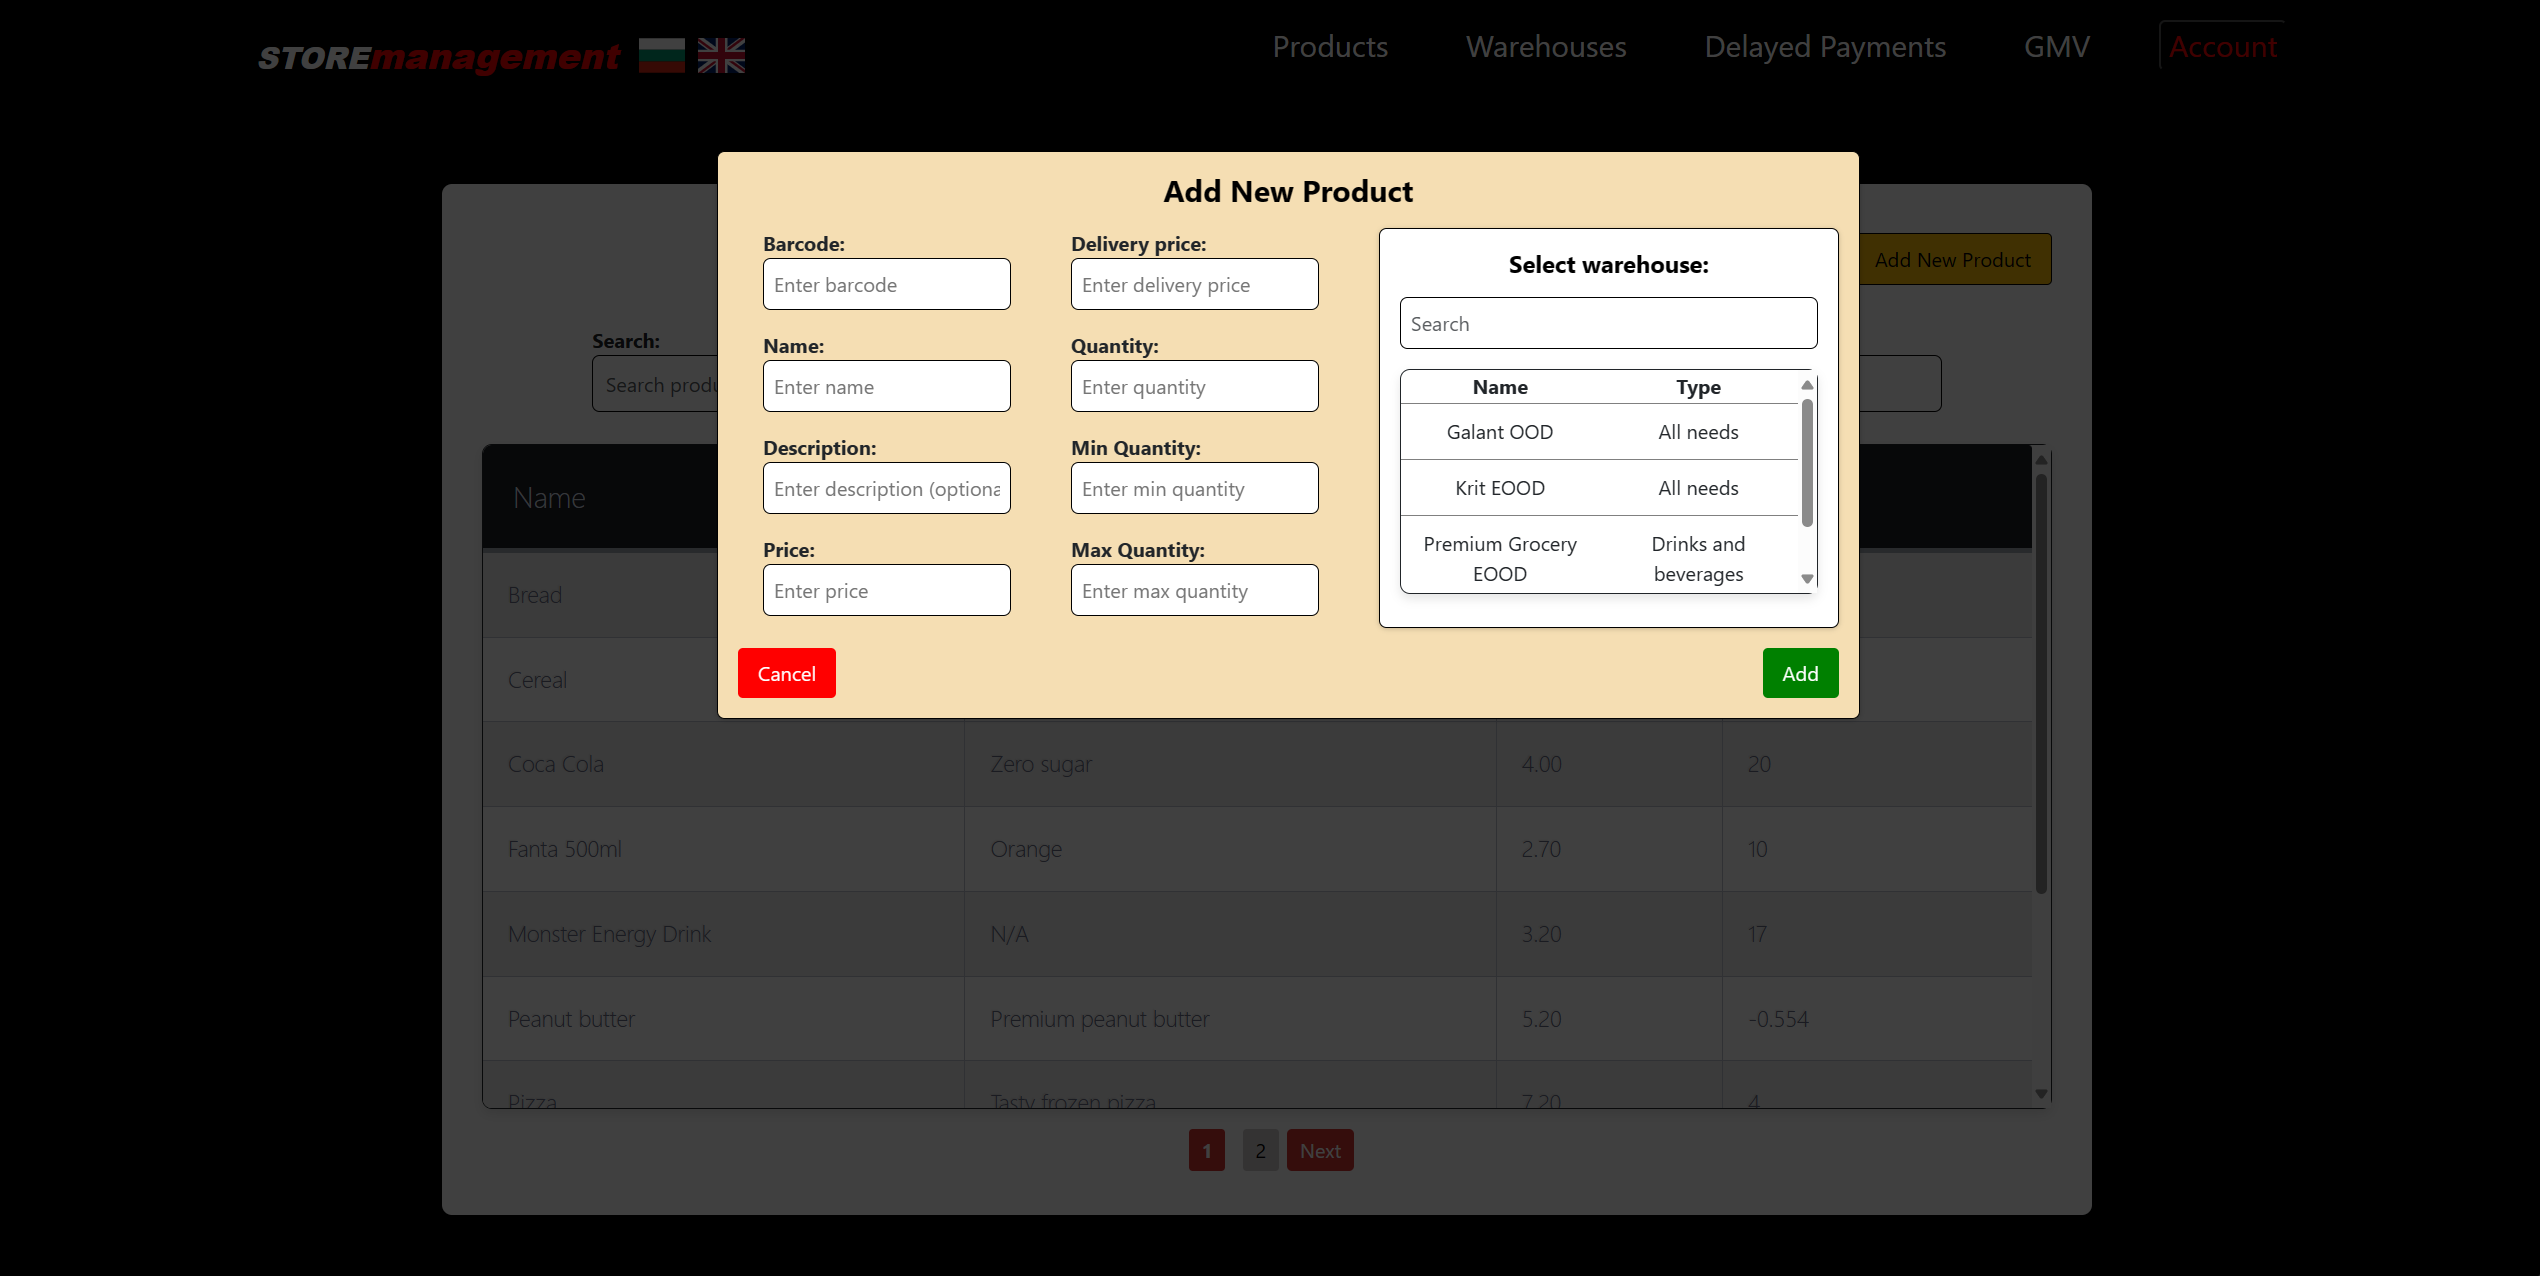 STOREmanagement
Products Warehouses Delayed Payments GMV Account
Add New Product
Add New Product
Barcode:
Enter barcode
Name:
Enter name
Description:
Enter description (optiona
Price:
Enter price
Delivery price:
Enter delivery price
Quantity:
Enter quantity
Min Quantity:
Enter min quantity
Max Quantity:
Enter max quantity
Select warehouse:
Search
Name Type
Galant OOD All needs
Krit EOOD All needs
Premium Grocery EOOD Drinks and beverages
Cancel
Add
Search:
Search produ
Name
Bread
Cereal
Coca Cola Zero sugar 4.00 20
Fanta 500ml Orange 2.70 10
Monster Energy Drink N/A 3.20 17
Peanut butter Premium peanut butter 5.20 -0.554
Pizza Tasty frozen pizza 7.20 4
1 2 Next